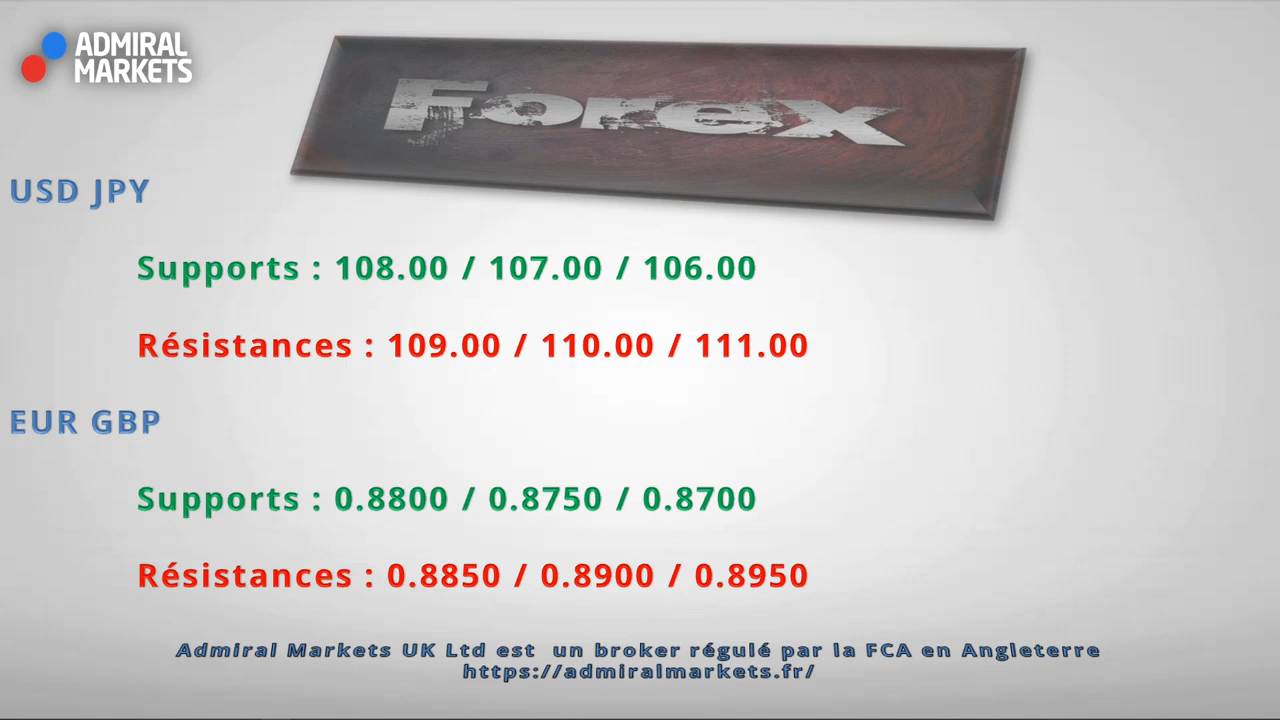 ADMIRAL
MARKETS
Forex
USD JPY
Supports : 108.00 / 107.00 / 106.00
Résistances : 109.00 / 110.00 / 111.00
EUR GBP
Supports : 0.8800 / 0.8750 / 0.8700
Résistances : 0.8850 / 0.8900 / 0.8950
Admiral Markets UK Ltd est un broker régulé par la FCA en Angleterre
https://admiralmarkets.fr/